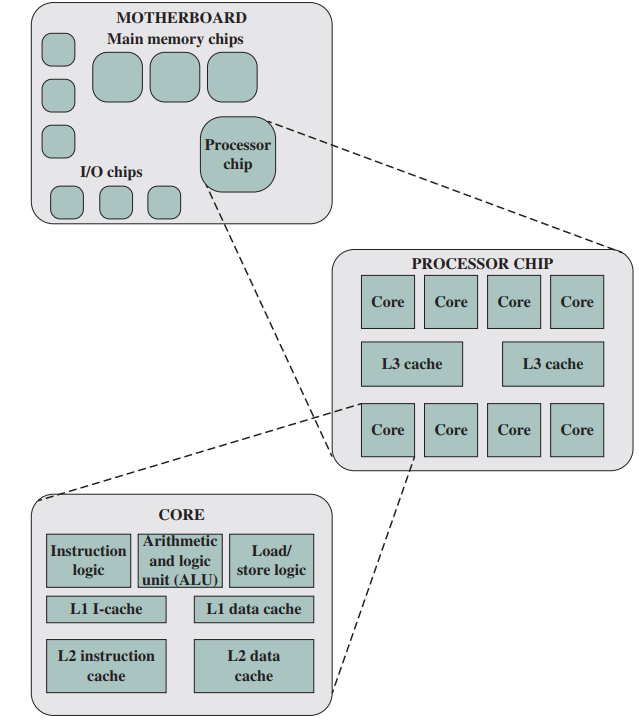 MOTHERBOARD
Main memory chips
Processor
chip
I/O chips
PROCESSOR CHIP
Core
Core
Core
Core
L3 cache
L3 cache
Core
Core
Core
Core
CORE
Instruction
logic
Arithmetic
and logic
unit (ALU)
Load/
store logic
L1 I-cache
L1 data cache
L2 instruction
cache
L2 data
cache